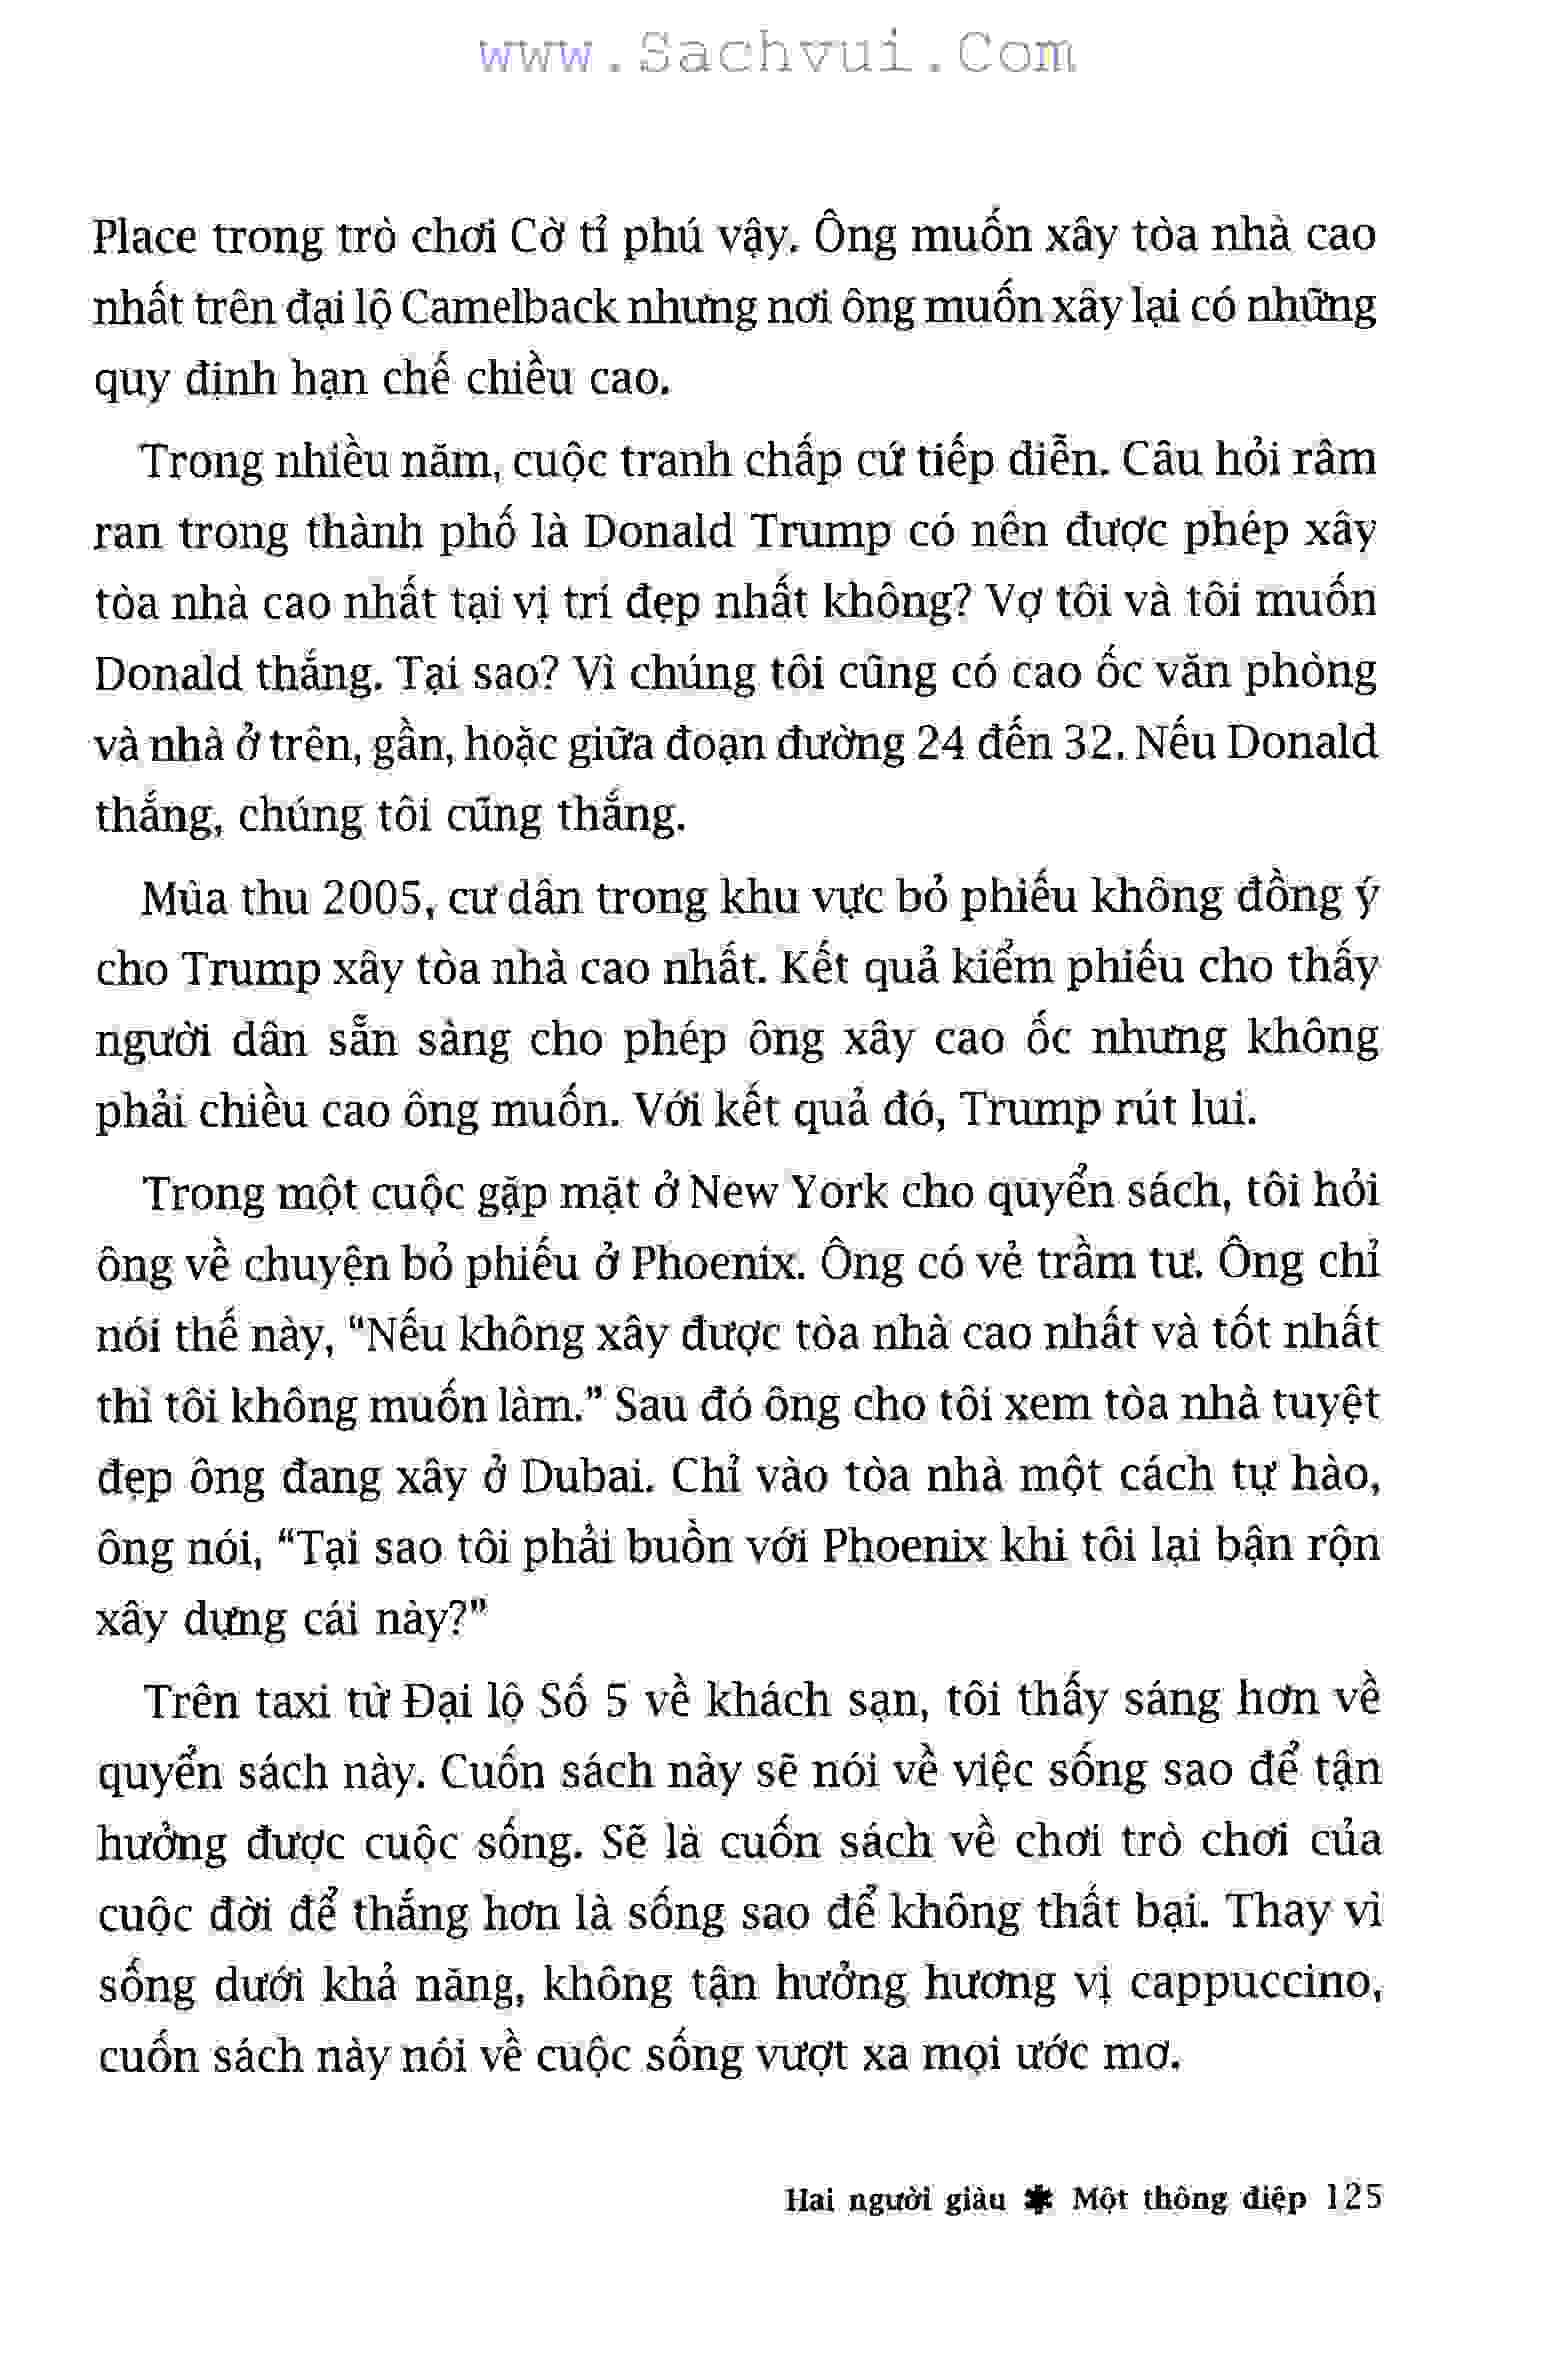 www.Sachvui.Com
Place trong trò chơi Cờ tỉ phú vậy. Ông muốn xây tòa nhà cao
nhất trên đại lộ Camelback nhưng nơi ông muốn xây lại có những
quy định hạn chế chiều cao.
Trong nhiều năm, cuộc tranh chấp cứ tiếp diễn. Câu hỏi râm
ran trong thành phố là Donald Trump có nên được phép xây
tòa nhà cao nhất tại vị trí đẹp nhất không? Vợ tôi và tôi muốn
Donald thắng. Tại sao? Vì chúng tôi cũng có cao ốc văn phòng
và nhà ở trên, gần, hoặc giữa đoạn đường 24 đến 32. Nếu Donald
thắng, chúng tôi cũng thắng.
Mùa thu 2005, cư dân trong khu vực bỏ phiếu không đồng ý
cho Trump xây tòa nhà cao nhất. Kết quả kiểm phiếu cho thấy
người dân sẵn sàng cho phép ông xây cao ốc nhưng không
phải chiều cao ông muốn. Với kết quả đó, Trump rút lui.
Trong một cuộc gặp mặt ở New York cho quyển sách, tôi hỏi
ông về chuyện bỏ phiếu ở Phoenix. Ông có vẻ trầm tư. Ông chỉ
nói thế này, “Nếu không xây được tòa nhà cao nhất và tốt nhất
thì tôi không muốn làm.” Sau đó ông cho tôi xem tòa nhà tuyệt
đẹp ông đang xây ở Dubai. Chỉ vào tòa nhà một cách tự hào,
ông nói, “Tại sao tôi phải buồn với Phoenix khi tôi lại bận rộn
xây dựng cái này?”
Trên taxi từ Đại lộ Số 5 về khách sạn, tôi thấy sáng hơn về
quyển sách này. Cuốn sách này sẽ nói về việc sống sao để tận
hưởng được cuộc sống. Sẽ là cuốn sách về chơi trò chơi của
cuộc đời để thắng hơn là sống sao để không thất bại. Thay vì
sống dưới khả năng, không tận hưởng hương vị cappuccino,
cuốn sách này nói về cuộc sống vượt xa mọi ước mơ.
Hai người giàu ✱ Một thông điệp 125